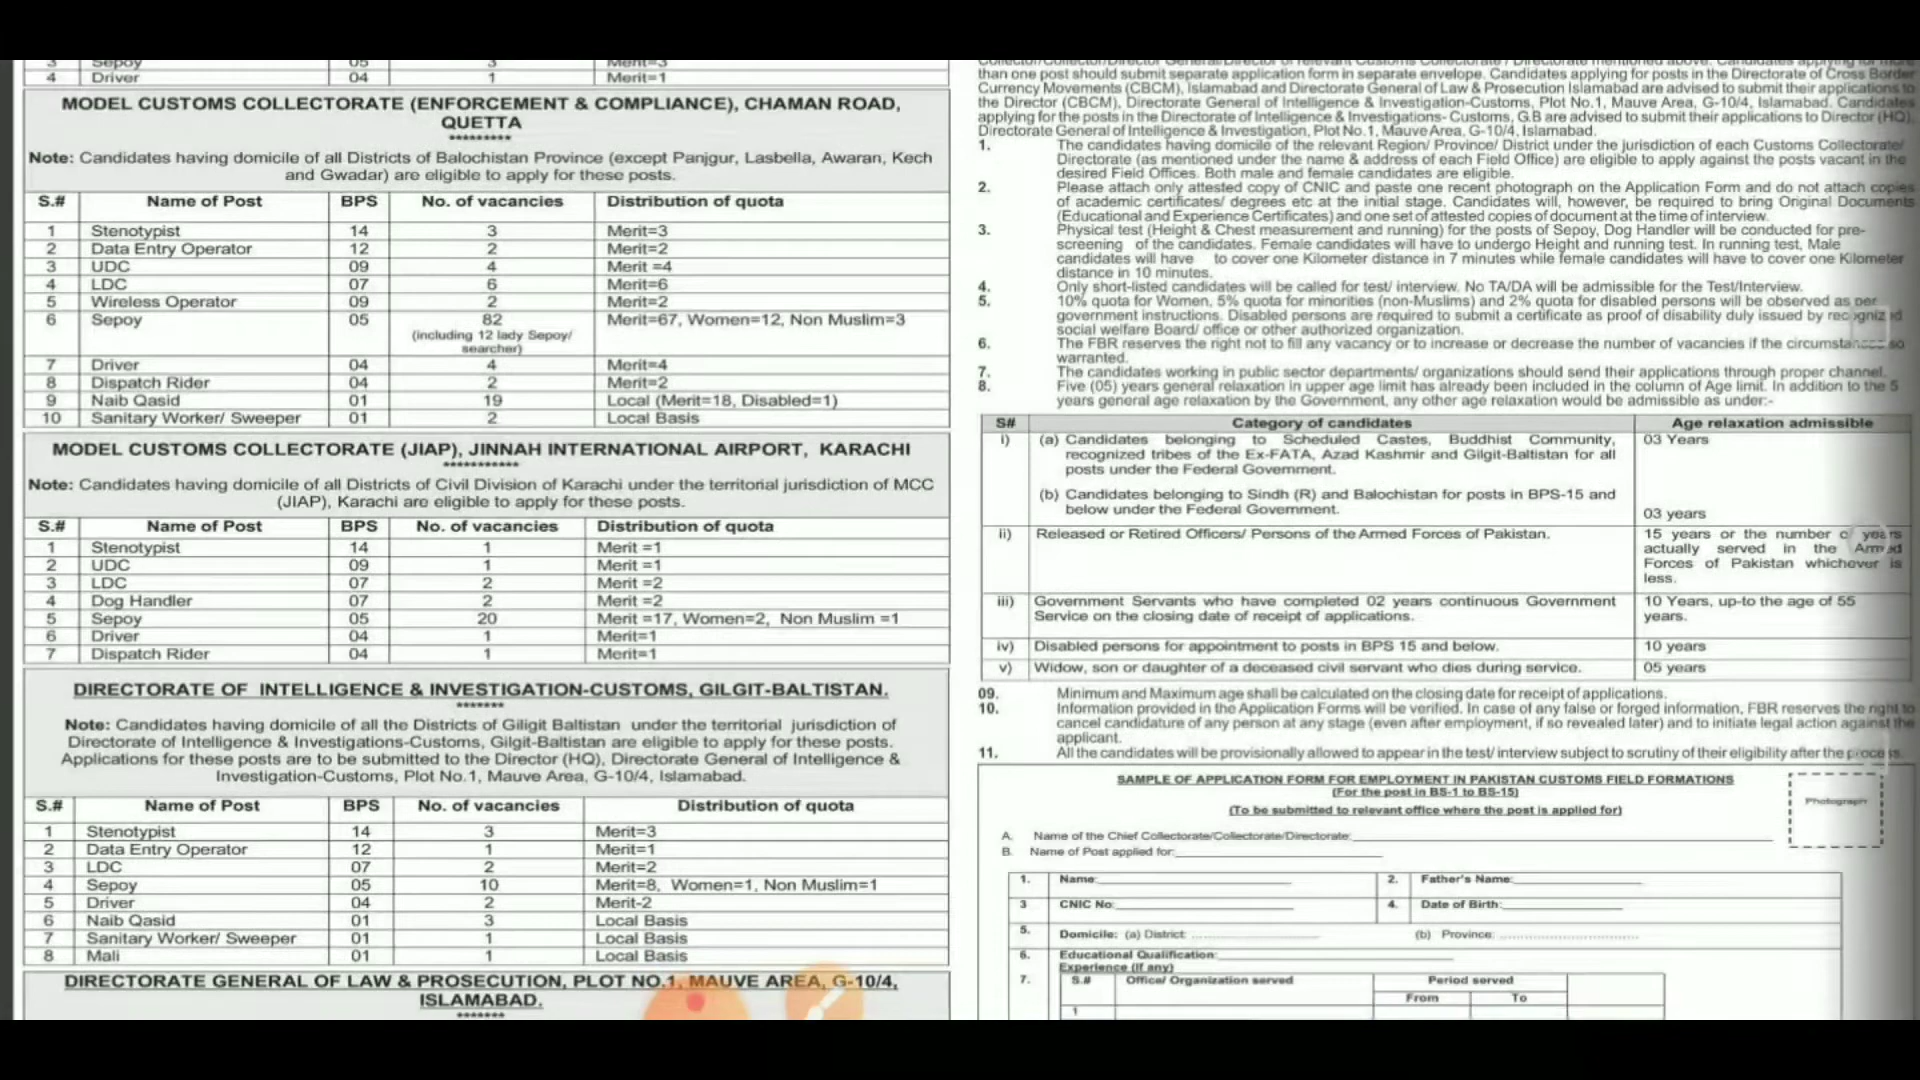 3 Sepoy 05 3 Merit=3
4 Driver 04 1 Merit=1
MODEL CUSTOMS COLLECTORATE (ENFORCEMENT & COMPLIANCE), CHAMAN ROAD,
QUETTA
*********
Note: Candidates having domicile of all Districts of Balochistan Province (except Panjgur, Lasbella, Awaran, Kech
and Gwadar) are eligible to apply for these posts.
S.# Name of Post BPS No. of vacancies Distribution of quota
1 Stenotypist 14 3 Merit=3
2 Data Entry Operator 12 2 Merit=2
3 UDC 09 4 Merit =4
4 LDC 07 6 Merit=6
5 Wireless Operator 09 2 Merit=2
6 Sepoy 05 82 Merit=67, Women=12, Non Muslim=3
(including 12 lady Sepoy/
searcher)
7 Driver 04 4 Merit=4
8 Dispatch Rider 04 2 Merit=2
9 Naib Qasid 01 19 Local (Merit=18, Disabled=1)
10 Sanitary Worker/ Sweeper 01 2 Local Basis
MODEL CUSTOMS COLLECTORATE (JIAP), JINNAH INTERNATIONAL AIRPORT, KARACHI
***********
Note: Candidates having domicile of all Districts of Civil Division of Karachi under the territorial jurisdiction of MCC
(JIAP), Karachi are eligible to apply for these posts.
S.# Name of Post BPS No. of vacancies Distribution of quota
1 Stenotypist 14 1 Merit =1
2 UDC 09 1 Merit =1
3 LDC 07 2 Merit =2
4 Dog Handler 07 2 Merit =2
5 Sepoy 05 20 Merit =17, Women=2, Non Muslim =1
6 Driver 04 1 Merit=1
7 Dispatch Rider 04 1 Merit=1
DIRECTORATE OF INTELLIGENCE & INVESTIGATION-CUSTOMS, GILGIT-BALTISTAN.
*******
Note: Candidates having domicile of all the Districts of Giligit Baltistan under the territorial jurisdiction of
Directorate of Intelligence & Investigations-Customs, Gilgit-Baltistan are eligible to apply for these posts.
Applications for these posts are to be submitted to the Director (HQ), Directorate General of Intelligence &
Investigation-Customs, Plot No.1, Mauve Area, G-10/4, Islamabad.
S.# Name of Post BPS No. of vacancies Distribution of quota
1 Stenotypist 14 3 Merit=3
2 Data Entry Operator 12 1 Merit=1
3 LDC 07 2 Merit=2
4 Sepoy 05 10 Merit=8, Women=1, Non Muslim=1
5 Driver 04 2 Merit-2
6 Naib Qasid 01 3 Local Basis
7 Sanitary Worker/ Sweeper 01 1 Local Basis
8 Mali 01 1 Local Basis
DIRECTORATE GENERAL OF LAW & PROSECUTION, PLOT NO.1, MAUVE AREA, G-10/4,
ISLAMABAD.
*******
than one post should submit separate application form in separate envelope. Candidates applying for posts in the Directorate of Cross Border
Currency Movements (CBCM), Islamabad and Directorate General of Law & Prosecution Islamabad are advised to submit their applications to
the Director (CBCM), Directorate General of Intelligence & Investigation-Customs, Plot No.1, Mauve Area, G-10/4, Islamabad. Candidates
applying for the posts in the Directorate of Intelligence & Investigations- Customs, G.B are advised to submit their applications to Director (HQ),
Directorate General of Intelligence & Investigation, Plot No.1, Mauve Area, G-10/4, Islamabad.
1. The candidates having domicile of the relevant Region/ Province/ District under the jurisdiction of each Customs Collectorate/
Directorate (as mentioned under the name & address of each Field Office) are eligible to apply against the posts vacant in the
desired Field Offices. Both male and female candidates are eligible.
2. Please attach only attested copy of CNIC and paste one recent photograph on the Application Form and do not attach copies
of academic certificates/ degrees etc at the initial stage. Candidates will, however, be required to bring Original Documents
(Educational and Experience Certificates) and one set of attested copies of document at the time of interview.
3. Physical test (Height & Chest measurement and running) for the posts of Sepoy, Dog Handler will be conducted for pre-
screening of the candidates. Female candidates will have to undergo Height and running test. In running test, Male
candidates will have to cover one Kilometer distance in 7 minutes while female candidates will have to cover one Kilometer
distance in 10 minutes.
4. Only short-listed candidates will be called for test/ interview. No TA/DA will be admissible for the Test/Interview.
5. 10% quota for Women, 5% quota for minorities (non-Muslims) and 2% quota for disabled persons will be observed as per
government instructions. Disabled persons are required to submit a certificate as proof of disability duly issued by recognized
social welfare Board/ office or other authorized organization.
6. The FBR reserves the right not to fill any vacancy or to increase or decrease the number of vacancies if the circumstances so
warranted.
7. The candidates working in public sector departments/ organizations should send their applications through proper channel.
8. Five (05) years general relaxation in upper age limit has already been included in the column of Age limit. In addition to the 5
years general age relaxation by the Government, any other age relaxation would be admissible as under:-
S# Category of candidates Age relaxation admissible
i) (a) Candidates belonging to Scheduled Castes, Buddhist Community, 03 Years
recognized tribes of the Ex-FATA, Azad Kashmir and Gilgit-Baltistan for all
posts under the Federal Government.
(b) Candidates belonging to Sindh (R) and Balochistan for posts in BPS-15 and
below under the Federal Government. 03 years
ii) Released or Retired Officers/ Persons of the Armed Forces of Pakistan. 15 years or the number of years
actually served in the Armed
Forces of Pakistan whichever is
less.
iii) Government Servants who have completed 02 years continuous Government 10 Years, up-to the age of 55
Service on the closing date of receipt of applications. years.
iv) Disabled persons for appointment to posts in BPS 15 and below. 10 years
v) Widow, son or daughter of a deceased civil servant who dies during service. 05 years
09. Minimum and Maximum age shall be calculated on the closing date for receipt of applications.
10. Information provided in the Application Forms will be verified. In case of any false or forged information, FBR reserves the right to
cancel candidature of any person at any stage (even after employment, if so revealed later) and to initiate legal action against the
applicant.
11. All the candidates will be provisionally allowed to appear in the test/ interview subject to scrutiny of their eligibility after the process.
SAMPLE OF APPLICATION FORM FOR EMPLOYMENT IN PAKISTAN CUSTOMS FIELD FORMATIONS
(For the post in BS-1 to BS-15)
(To be submitted to relevant office where the post is applied for)
Photograph
A. Name of the Chief Collectorate/Collectorate/Directorate:
B. Name of Post applied for:
1. Name: 2. Father's Name:
3 CNIC No: 4. Date of Birth:
5. Domicile: (a) District: (b) Province:
6. Educational Qualification:
Experience (if any)
7. S.# Office/ Organization served Period served
From To
1